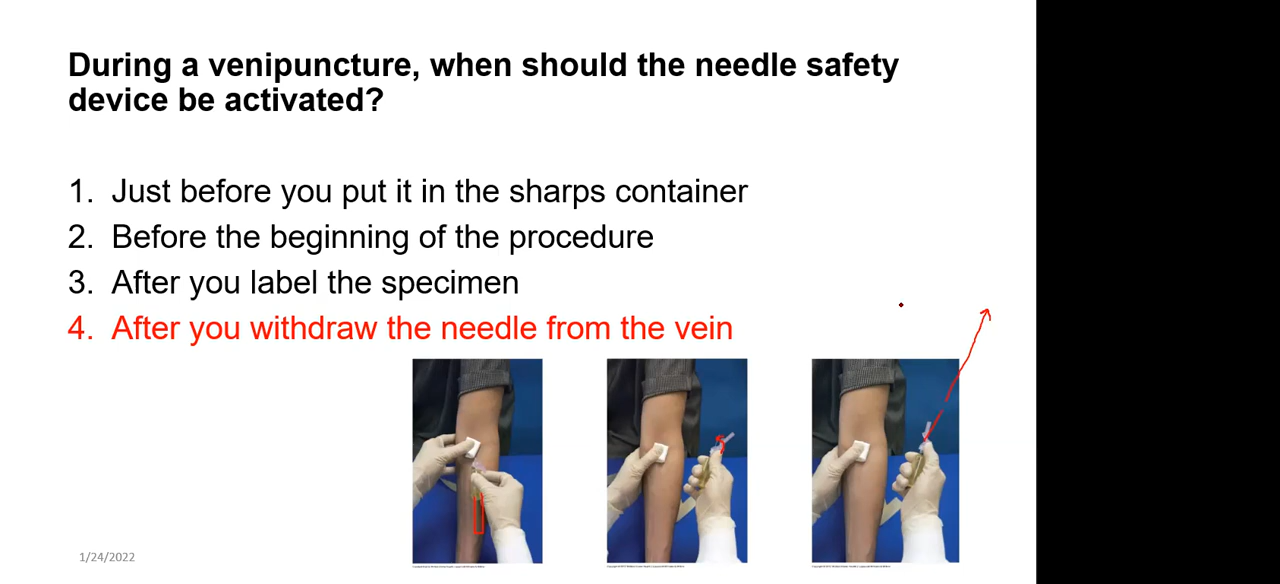 During a venipuncture, when should the needle safety
device be activated?
1. Just before you put it in the sharps container
2. Before the beginning of the procedure
3. After you label the specimen
4. After you withdraw the needle from the vein
1/24/2022